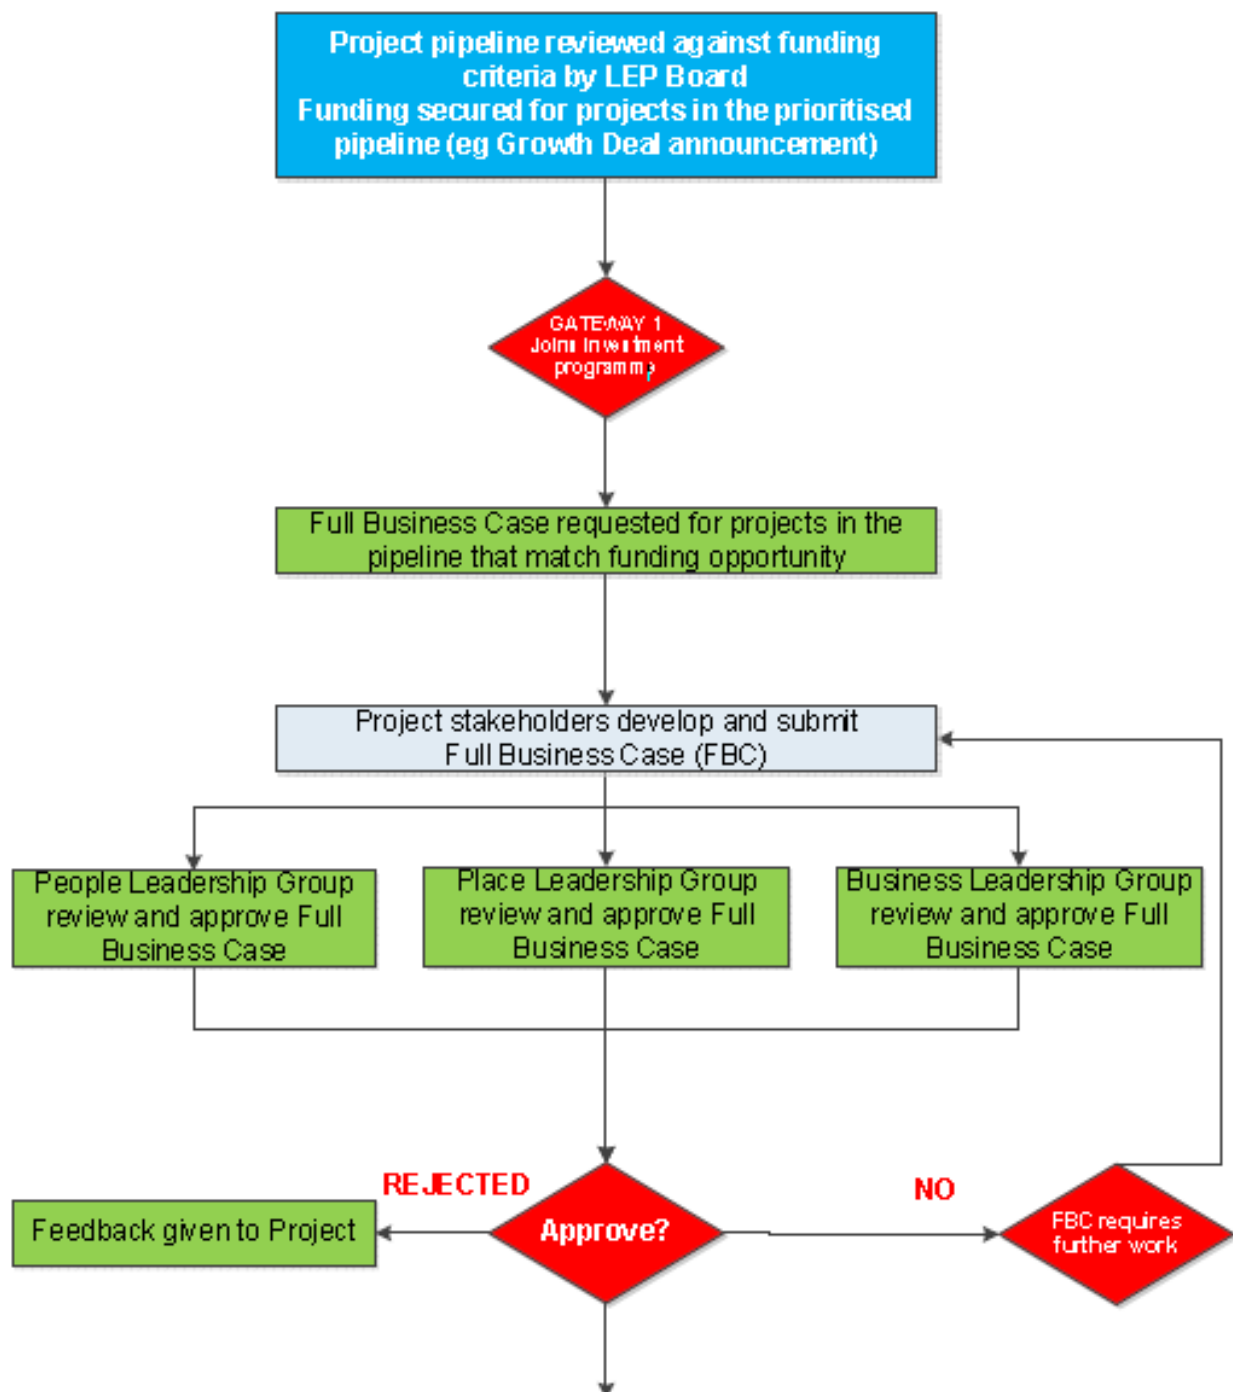 Project pipeline reviewed against funding
criteria by LEP Board
Funding secured for projects in the prioritised
pipeline (eg Growth Deal announcement)
GATEWAY 1
Joins investment
programme
Full Business Case requested for projects in the
pipeline that match funding opportunity
Project stakeholders develop and submit
Full Business Case (FBC)
People Leadership Group
review and approve Full
Business Case
Place Leadership Group
review and approve Full
Business Case
Business Leadership Group
review and approve Full
Business Case
REJECTED
NO
Feedback given to Project
Approve?
FBC requires
further work